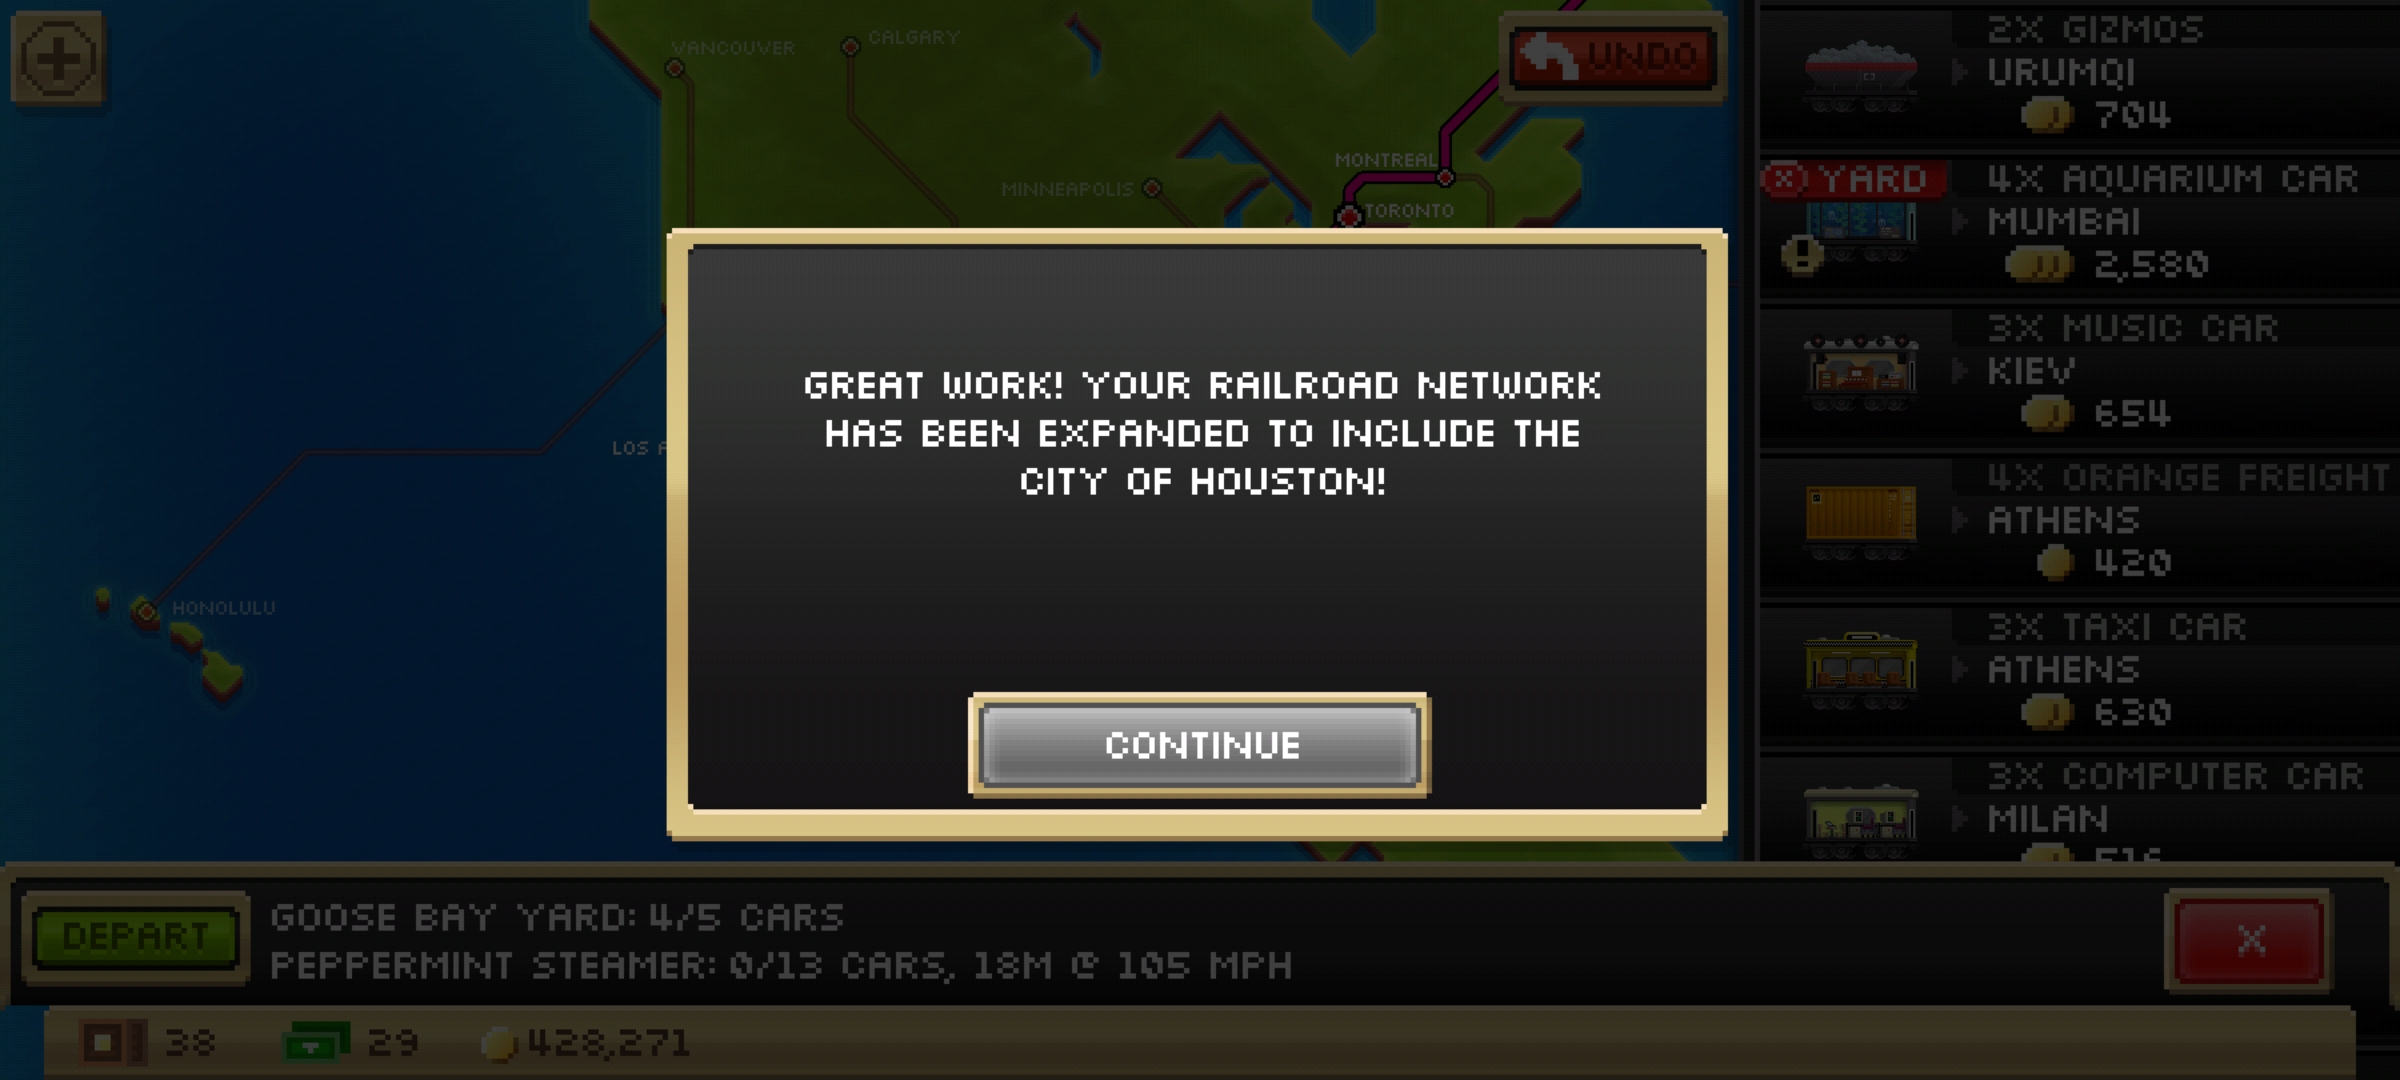 VANCOUVER
CALGARY
UNDO
MONTREAL
MINNEAPOLIS
TORONTO
LOS
HONOLULU
GREAT WORK! YOUR RAILROAD NETWORK
HAS BEEN EXPANDED TO INCLUDE THE
CITY OF HOUSTON!
CONTINUE
2X GIZMOS
URUMQI
704
YARD
4X AQUARIUM CAR
MUMBAI
2,580
3X MUSIC CAR
KIEV
654
4X ORANGE FREIGHT
ATHENS
420
3X TAXI CAR
ATHENS
630
3X COMPUTER CAR
MILAN
DEPART
GOOSE BAY YARD: 4/5 CARS
PEPPERMINT STEAMER: 0/13 CARS, 18M @ 105 MPH
X
38
29
428,271